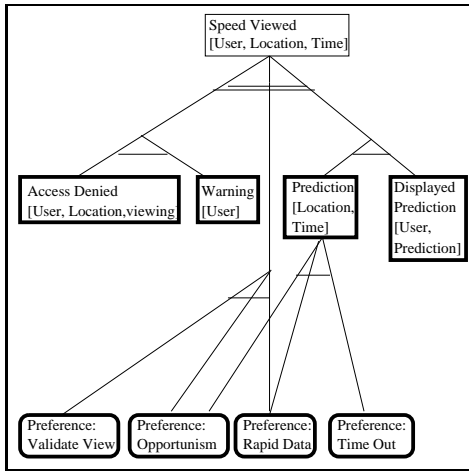 Speed Viewed
[User, Location, Time]
Access Denied
[User, Location,viewing]
Warning
[User]
Prediction
[Location,
Time]
Displayed
Prediction
[User,
Prediction]
Preference:
Validate View
Preference:
Opportunism
Preference:
Rapid Data
Preference:
Time Out